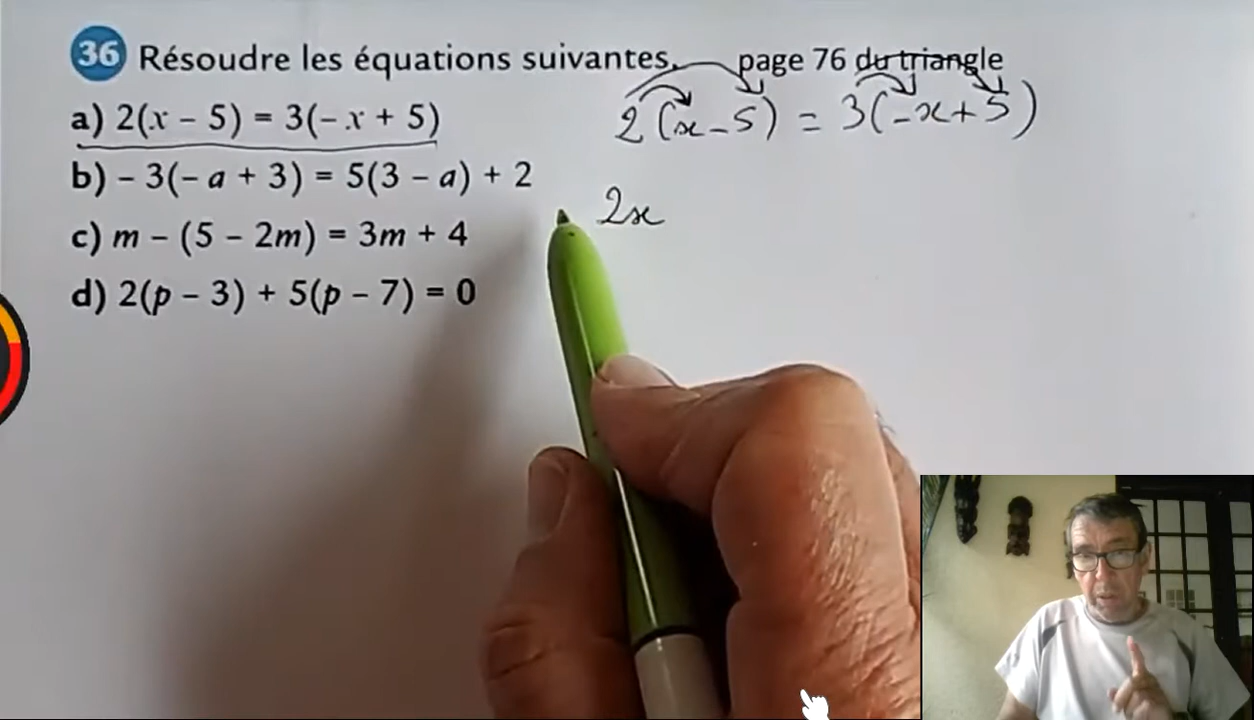 36 Résoudre les équations suivantes. page 76 du triangle
a) 2(x – 5) = 3(– x + 5)
2(x – 5) = 3(– x + 5)
b) – 3(– a + 3) = 5(3 – a) + 2
2x
c) m – (5 – 2m) = 3m + 4
d) 2(p – 3) + 5(p – 7) = 0